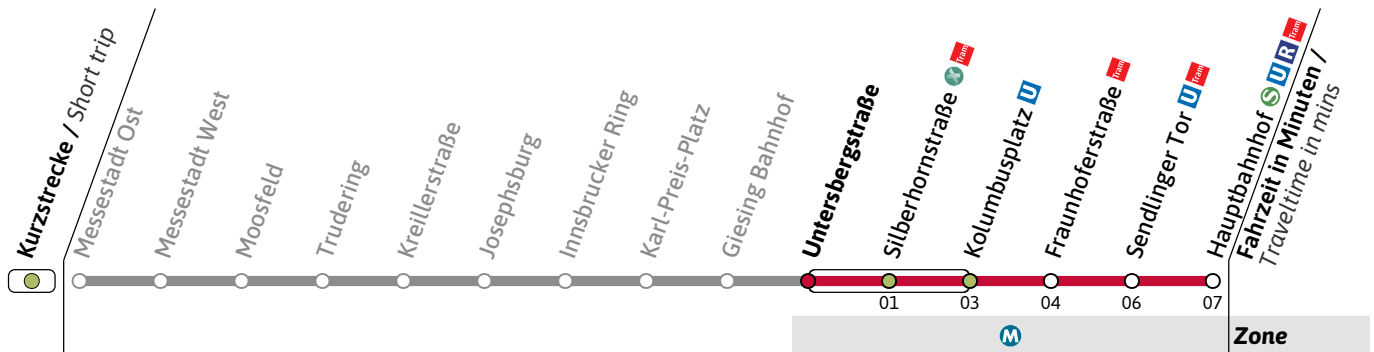 Kurzstrecke / Short trip
Messestadt Ost
Messestadt West
Moosfeld
Trudering
Kreillerstraße
Josephsburg
Innsbrucker Ring
Karl-Preis-Platz
Giesing Bahnhof
Untersbergstraße
Silberhornstraße X Tram
Kolumbusplatz U
Fraunhoferstraße Tram
Sendlinger Tor U Tram
Hauptbahnhof S U R Tram
Fahrzeit in Minuten /
Traveltime in mins
01 03 04 06 07
M Zone